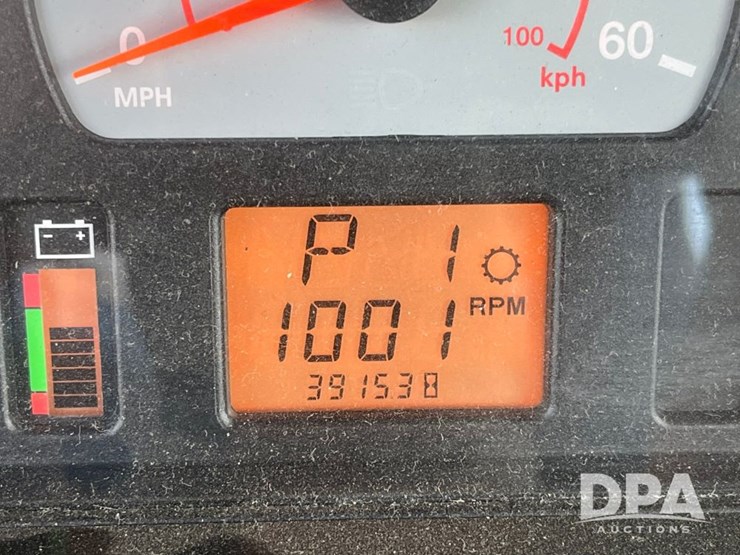 0 100 60
MPH kph
P 1
1001 RPM
391538
DPA
AUCTIONS